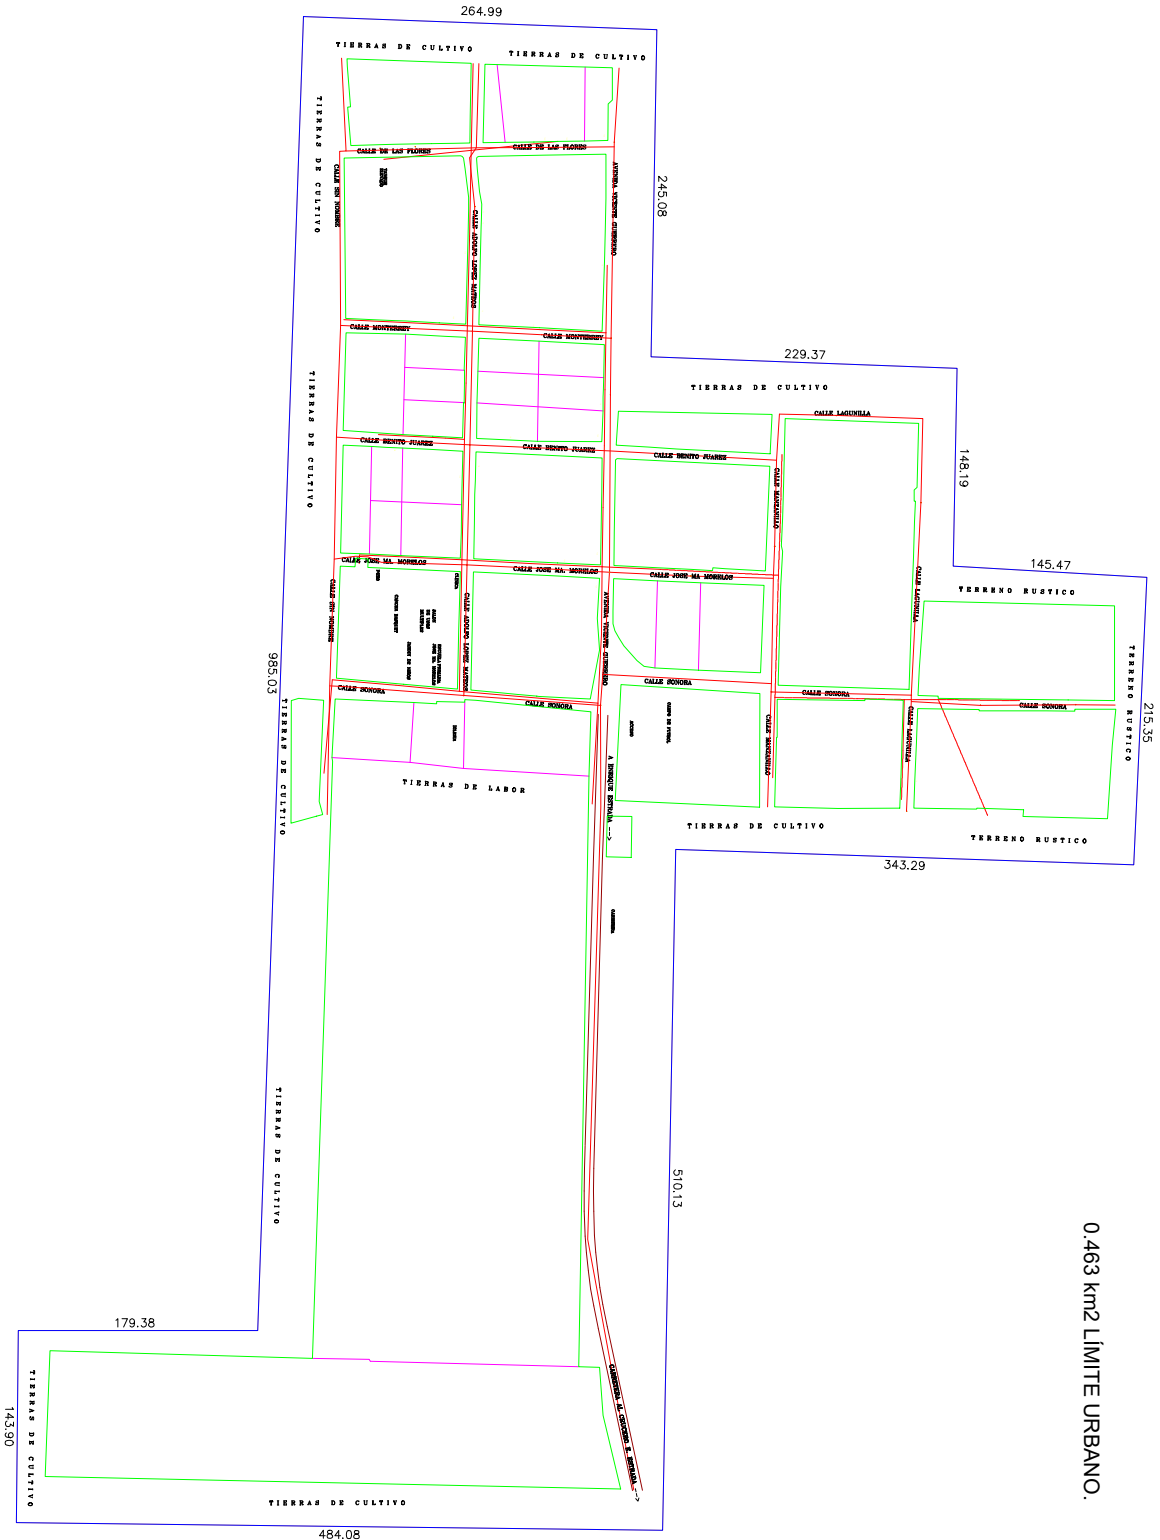 264.99
TIERRAS DE CULTIVO
TIERRAS DE CULTIVO
TIERRAS DE CULTIVO
CALLE DE LAS FLORES
CALLE DE LAS FLORES
CALLE SIN NOMBRE
AVENIDA VICENTE GUERRERO
245.08
CALLE ADOLFO LOPEZ MATEOS
CALLE MONTERREY
CALLE MONTERREY
229.37
TIERRAS DE CULTIVO
TIERRAS DE CULTIVO
CALLE LAGUNILLA
CALLE BENITO JUAREZ
CALLE BENITO JUAREZ
CALLE BENITO JUAREZ
CALLE MANZANILLO
148.19
145.47
CALLE JOSE MA. MORELOS
CALLE JOSE MA. MORELOS
CALLE JOSE MA MORELOS
CALLE LAGUNILLA
TERRENO RUSTICO
CALLE SIN NOMBRE
CALLE ADOLFO LOPEZ MATEOS
AVENIDA VICENTE GUERRERO
TERRENO RUSTICO
985.03
CALLE SONORA
CALLE SONORA
CALLE SONORA
CALLE SONORA
CALLE SONORA
215.35
TIERRAS DE CULTIVO
CAMPO DE FUTBOL
CALLE MANZANILLO
CALLE LAGUNILLA
TIERRAS DE LABOR
A ENRIQUE ESTRADA -->
TIERRAS DE CULTIVO
TERRENO RUSTICO
343.29
CARRETERA
TIERRAS DE CULTIVO
510.13
0.463 km2 LÍMITE URBANO.
179.38
CARRETERA AL CRUCERO E. ESTRADA -->
TIERRAS DE CULTIVO
143.90
TIERRAS DE CULTIVO
484.08